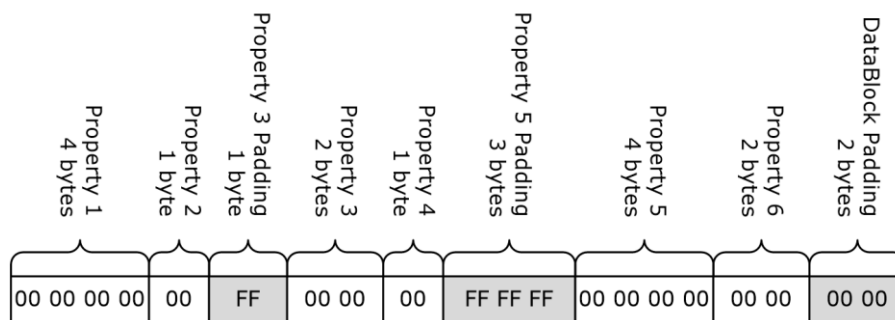 Property 1
4 bytes
Property 2
1 byte
Property 3 Padding
1 byte
Property 3
2 bytes
Property 4
1 byte
Property 5 Padding
3 bytes
Property 5
4 bytes
Property 6
2 bytes
DataBlock Padding
2 bytes
00 00 00 00 00 FF 00 00 00 FF FF FF 00 00 00 00 00 00 00 00